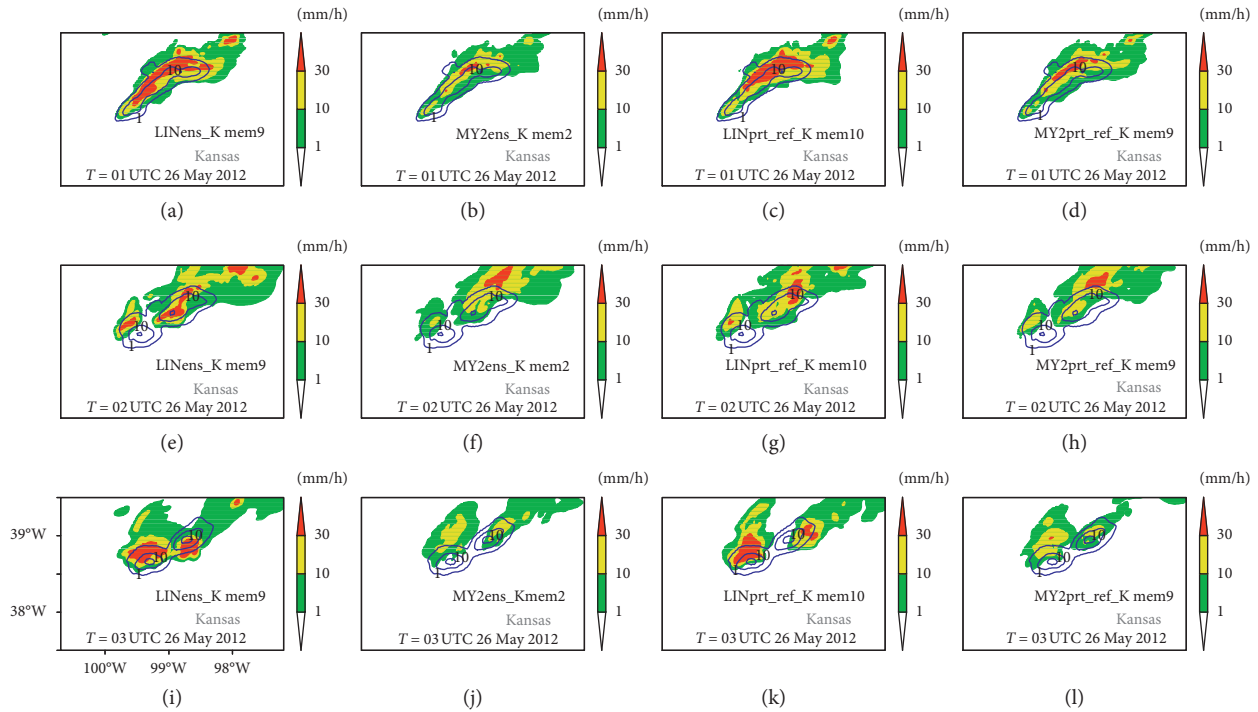 (mm/h) (mm/h) (mm/h) (mm/h)
30 30 30 30
10 10 10 10
10 10 10 10
1 1 1 1
LINens_K mem9 MY2ens_K mem2 LINprt_ref_K mem10 MY2prt_ref_K mem9
1 1 1 1
Kansas Kansas Kansas Kansas
T = 01 UTC 26 May 2012 T = 01 UTC 26 May 2012 T = 01 UTC 26 May 2012 T = 01 UTC 26 May 2012
(a) (b) (c) (d)
(mm/h) (mm/h) (mm/h) (mm/h)
10 10 10 10
30 30 30 30
10 10 10 10
10 10 10 10
1 1 1 1
LINens_K mem9 MY2ens_K mem2 LINprt_ref_K mem10 MY2prt_ref_K mem9
1 1 1 1
Kansas Kansas Kansas Kansas
T = 02 UTC 26 May 2012 T = 02 UTC 26 May 2012 T = 02 UTC 26 May 2012 T = 02 UTC 26 May 2012
(e) (f) (g) (h)
(mm/h) (mm/h) (mm/h) (mm/h)
39°W 30 30 30 30
10 10 10 10 10 10 10 10
1 1 1 1
10 10 10 10
LINens_K mem9 MY2ens_Kmem2 LINprt_ref_K mem10 MY2prt_ref_K mem9
38°W 1 1 1 1
Kansas Kansas Kansas Kansas
T = 03 UTC 26 May 2012 T = 03 UTC 26 May 2012 T = 03 UTC 26 May 2012 T = 03 UTC 26 May 2012
100°W 99°W 98°W
(i) (j) (k) (l)